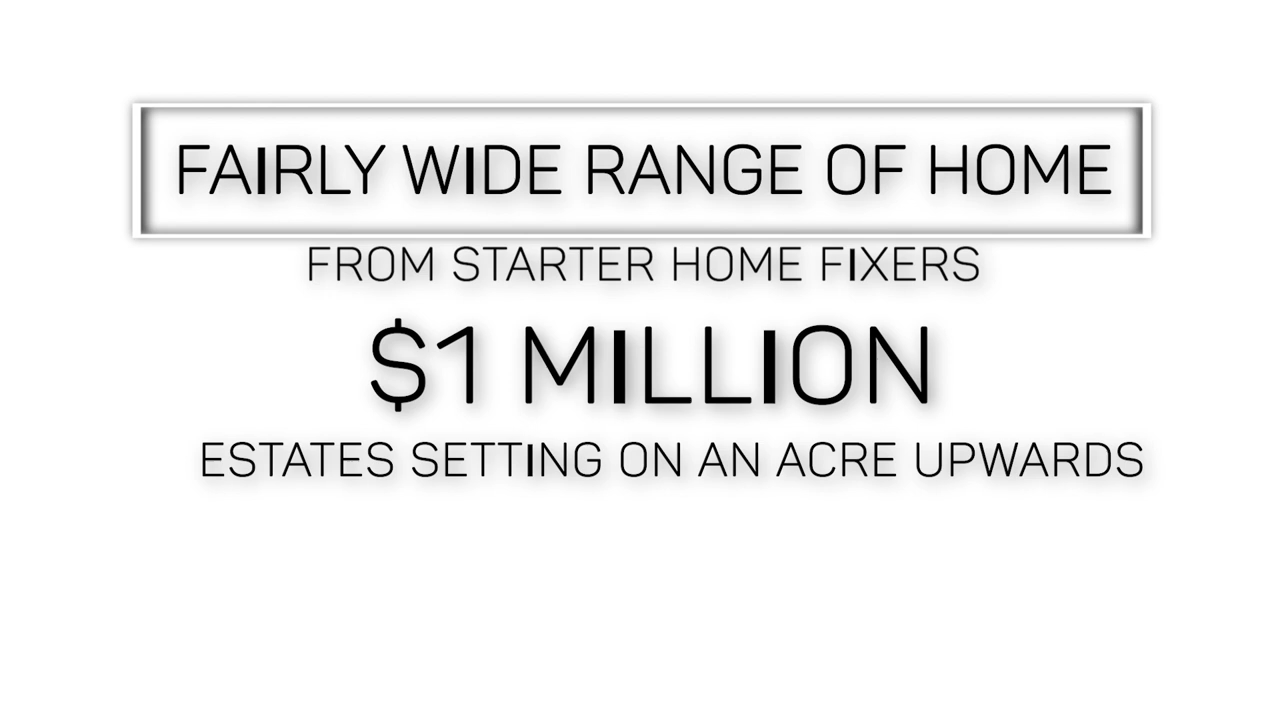 FAIRLY WIDE RANGE OF HOME
FROM STARTER HOME FIXERS
$1 MILLION
ESTATES SETTING ON AN ACRE UPWARDS